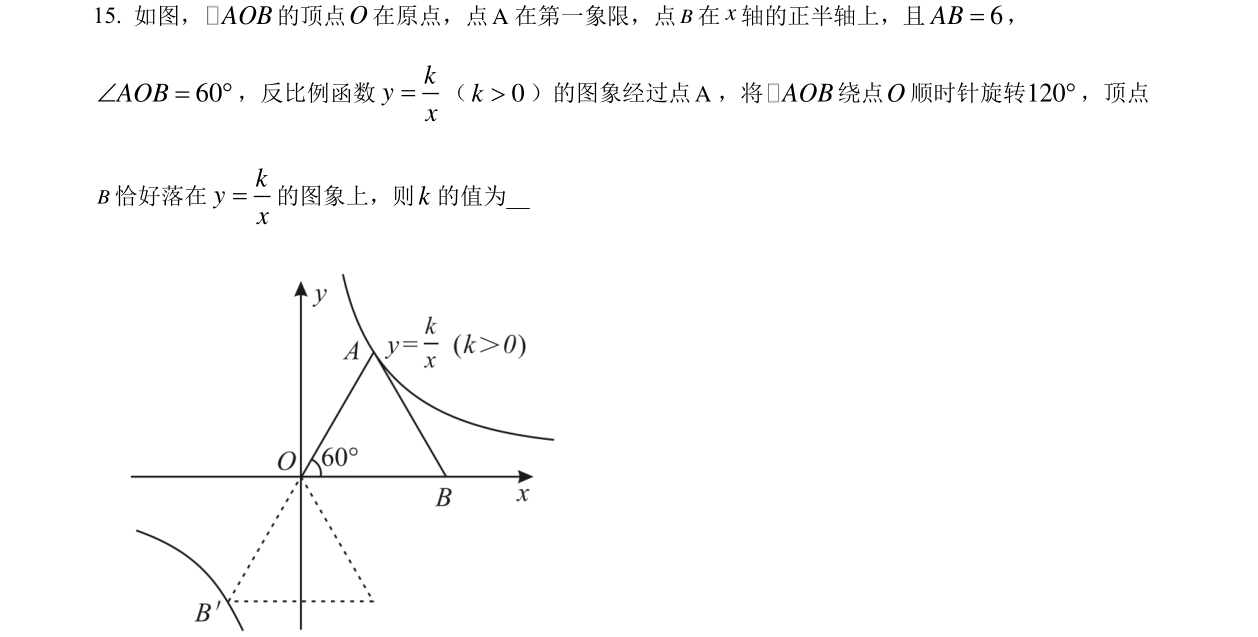 15. 如图，□AOB 的顶点 O 在原点，点 A 在第一象限，点 B 在 x 轴的正半轴上，且 AB = 6，
∠AOB = 60°，反比例函数 y = k/x （k > 0）的图象经过点 A，将□AOB 绕点 O 顺时针旋转120°，顶点
B 恰好落在 y = k/x 的图象上，则 k 的值为__
y
A y= k/x (k>0)
O 60°
B x
B′